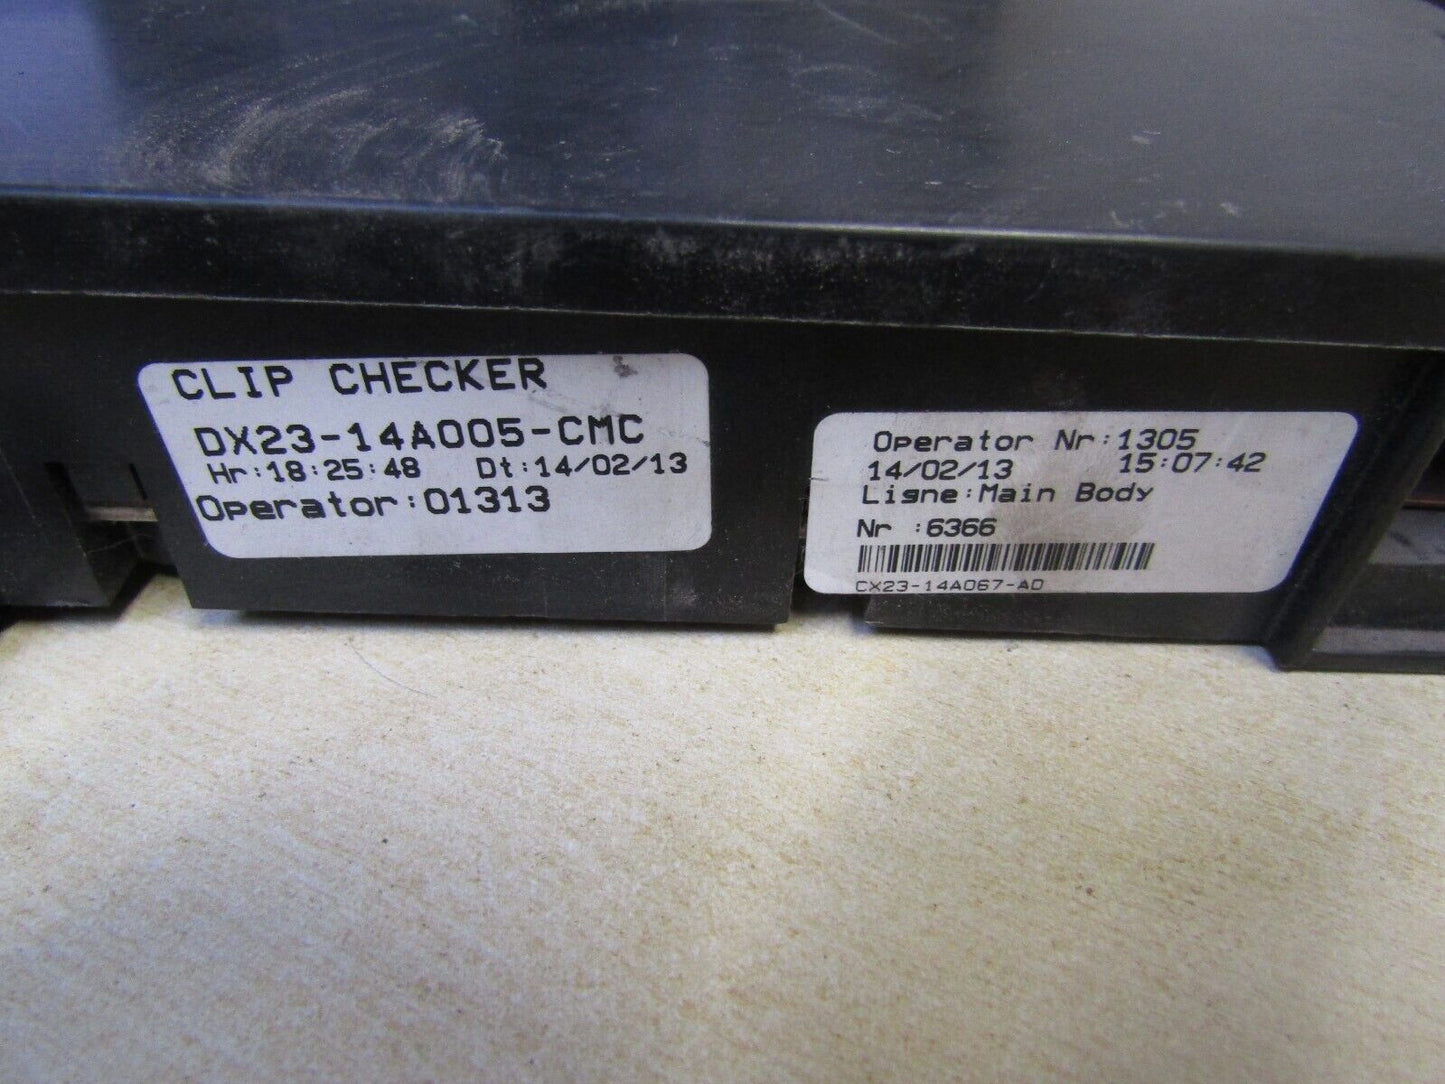 CLIP CHECKER
DX23-14A005-CMC
Hr:18:25:48 Dt:14/02/13
Operator:01313
Operator Nr:1305
14/02/13 15:07:42
Ligne:Main Body
Nr :6366
CX23-14A067-AD